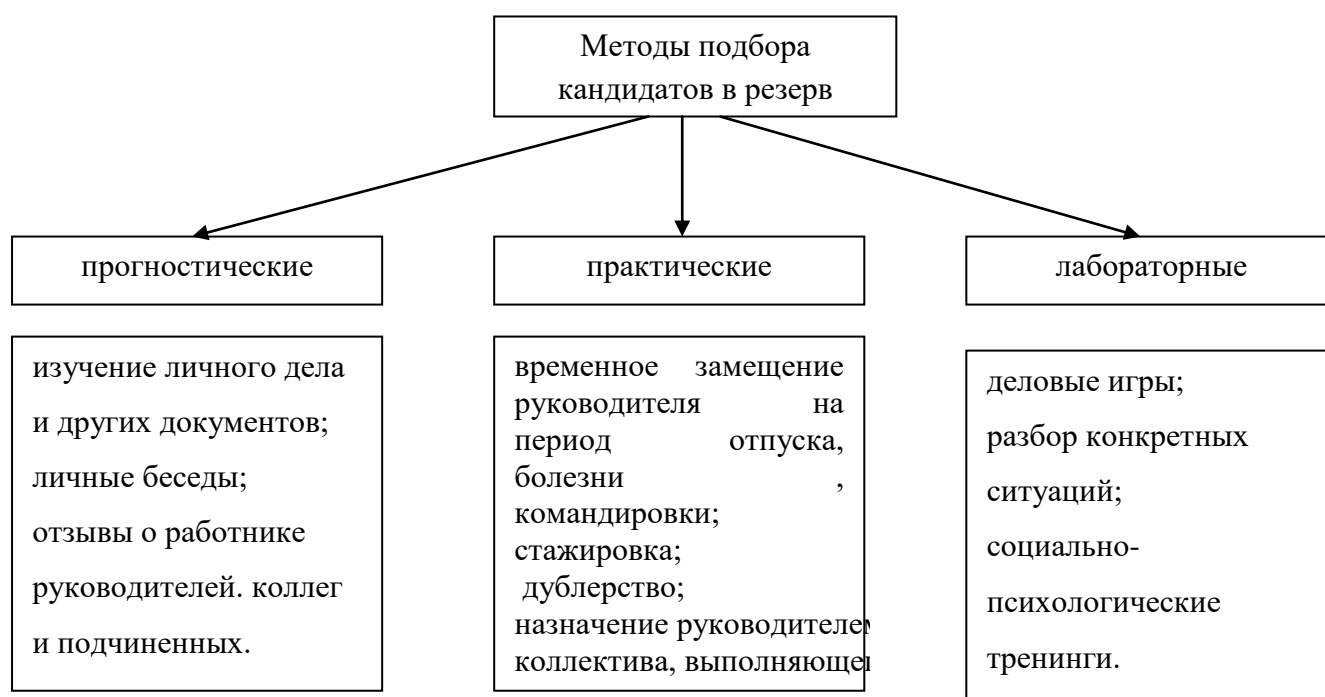 Методы подбора
кандидатов в резерв
прогностические
практические
лабораторные
изучение личного дела
и других документов;
личные беседы;
отзывы о работнике
руководителей. коллег
и подчиненных.
временное замещение
руководителя на
период отпуска,
болезни ,
командировки;
стажировка;
дублерство;
назначение
коллектива,
деловые игры;
разбор конкретных
ситуаций;
социально-
психологические
тренинги.